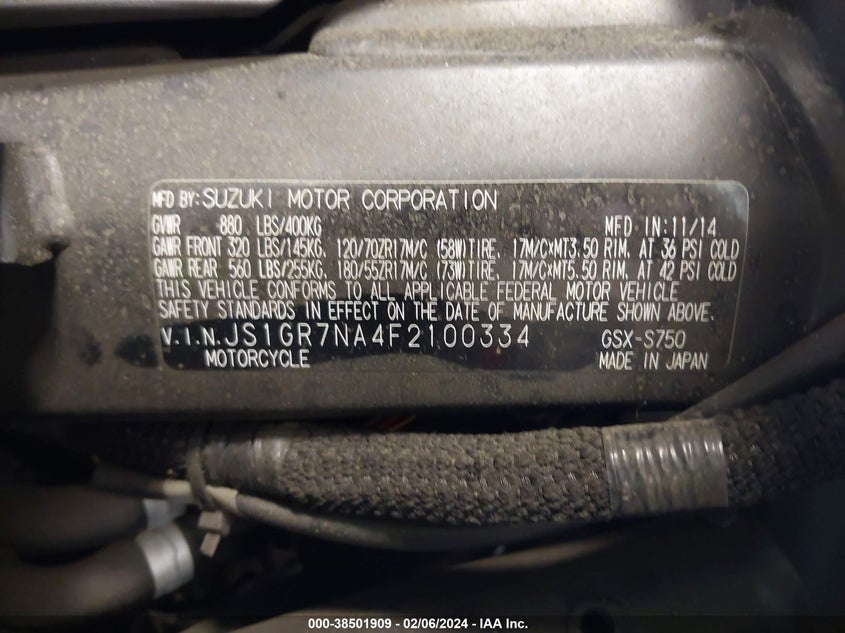 MFD BY: SUZUKI MOTOR CORPORATION
GVWR 880 LBS/400KG MFD IN: 11/14
GAWR FRONT 320 LBS/145KG, 120/70ZR17M/C (58W)TIRE, 17M/C×MT3.50 RIM, AT 36 PSI COLD
GAWR REAR 560 LBS/255KG, 180/55ZR17M/C (73W)TIRE, 17M/C×MT5.50 RIM, AT 42 PSI COLD
THIS VEHICLE CONFORMS TO ALL APPLICABLE FEDERAL MOTOR VEHICLE
SAFETY STANDARDS IN EFFECT ON THE DATE OF MANUFACTURE SHOWN ABOVE.
V.I.N. JS1GR7NA4F2100334 GSX-S750
MOTORCYCLE MADE IN JAPAN
000-38501909 - 02/06/2024 - IAA Inc.